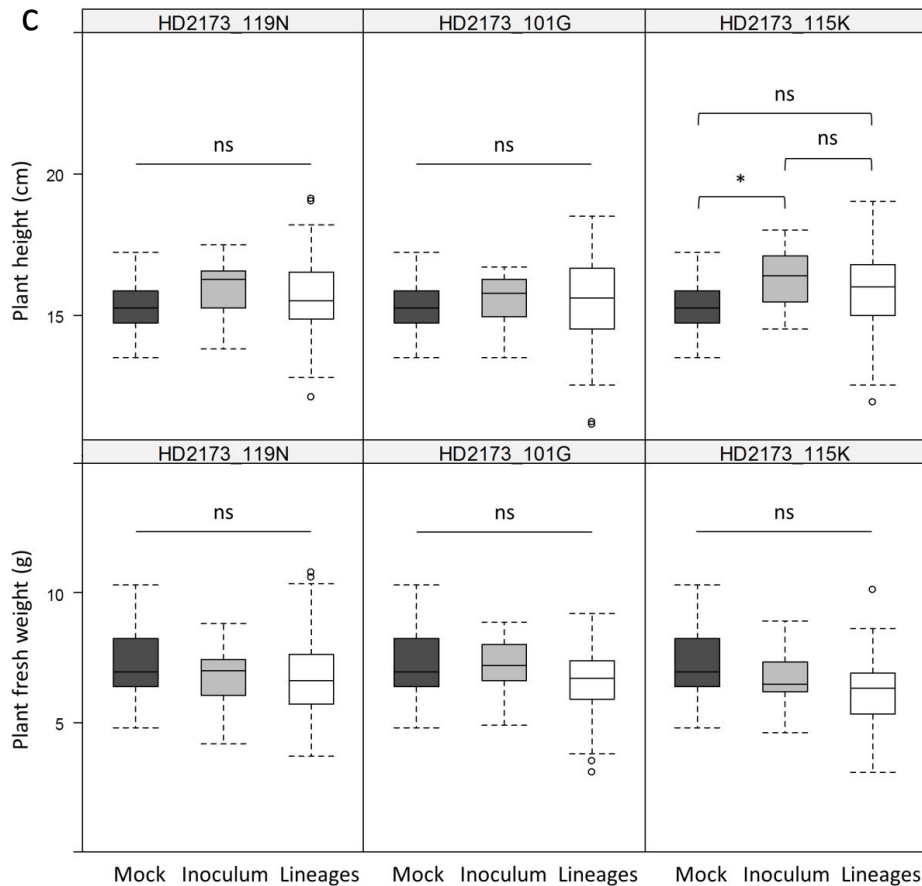 C
HD2173_119N HD2173_101G HD2173_115K
ns
ns ns ns
*
20
15
Plant height (cm)
HD2173_119N HD2173_101G HD2173_115K
ns ns ns
10
5
Plant fresh weight (g)
Mock Inoculum Lineages Mock Inoculum Lineages Mock Inoculum Lineages